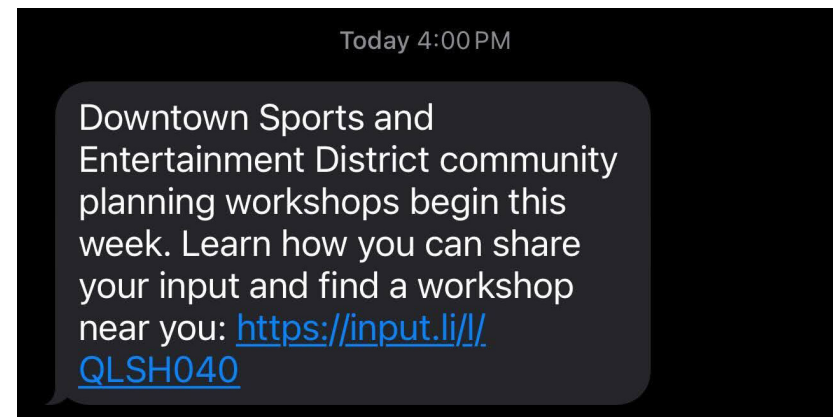 Today 4:00 PM
Downtown Sports and
Entertainment District community
planning workshops begin this
week. Learn how you can share
your input and find a workshop
near you: https://input.li/l/
QLSH040